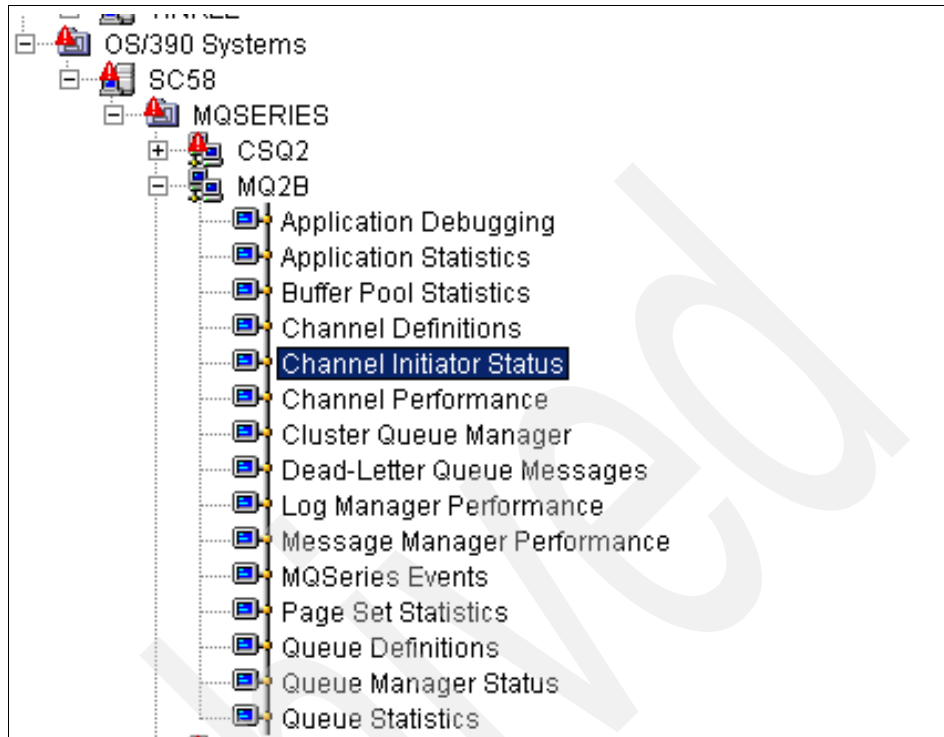 OS/390 Systems
SC58
MQSERIES
CSQ2
MQ2B
Application Debugging
Application Statistics
Buffer Pool Statistics
Channel Definitions
Channel Initiator Status
Channel Performance
Cluster Queue Manager
Dead-Letter Queue Messages
Log Manager Performance
Message Manager Performance
MQSeries Events
Page Set Statistics
Queue Definitions
Queue Manager Status
Queue Statistics